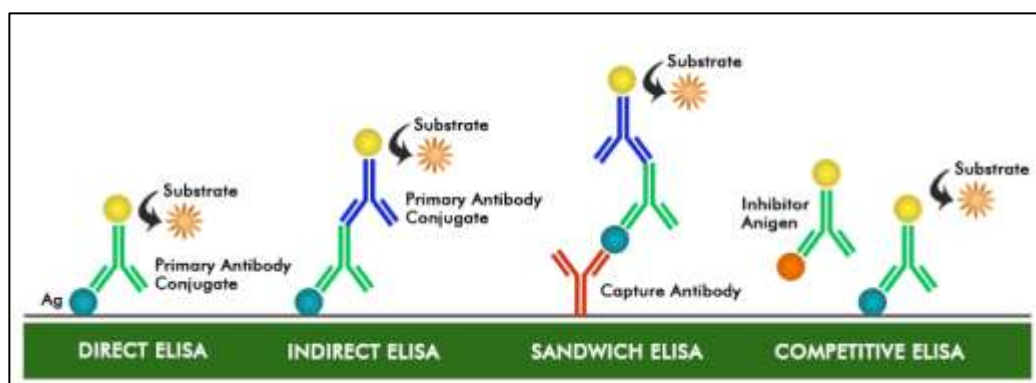 Substrate
Primary Antibody
Conjugate
Ag
DIRECT ELISA
Substrate
Primary Antibody
Conjugate
INDIRECT ELISA
Substrate
Capture Antibody
SANDWICH ELISA
Inhibitor
Anigen
Substrate
COMPETITIVE ELISA